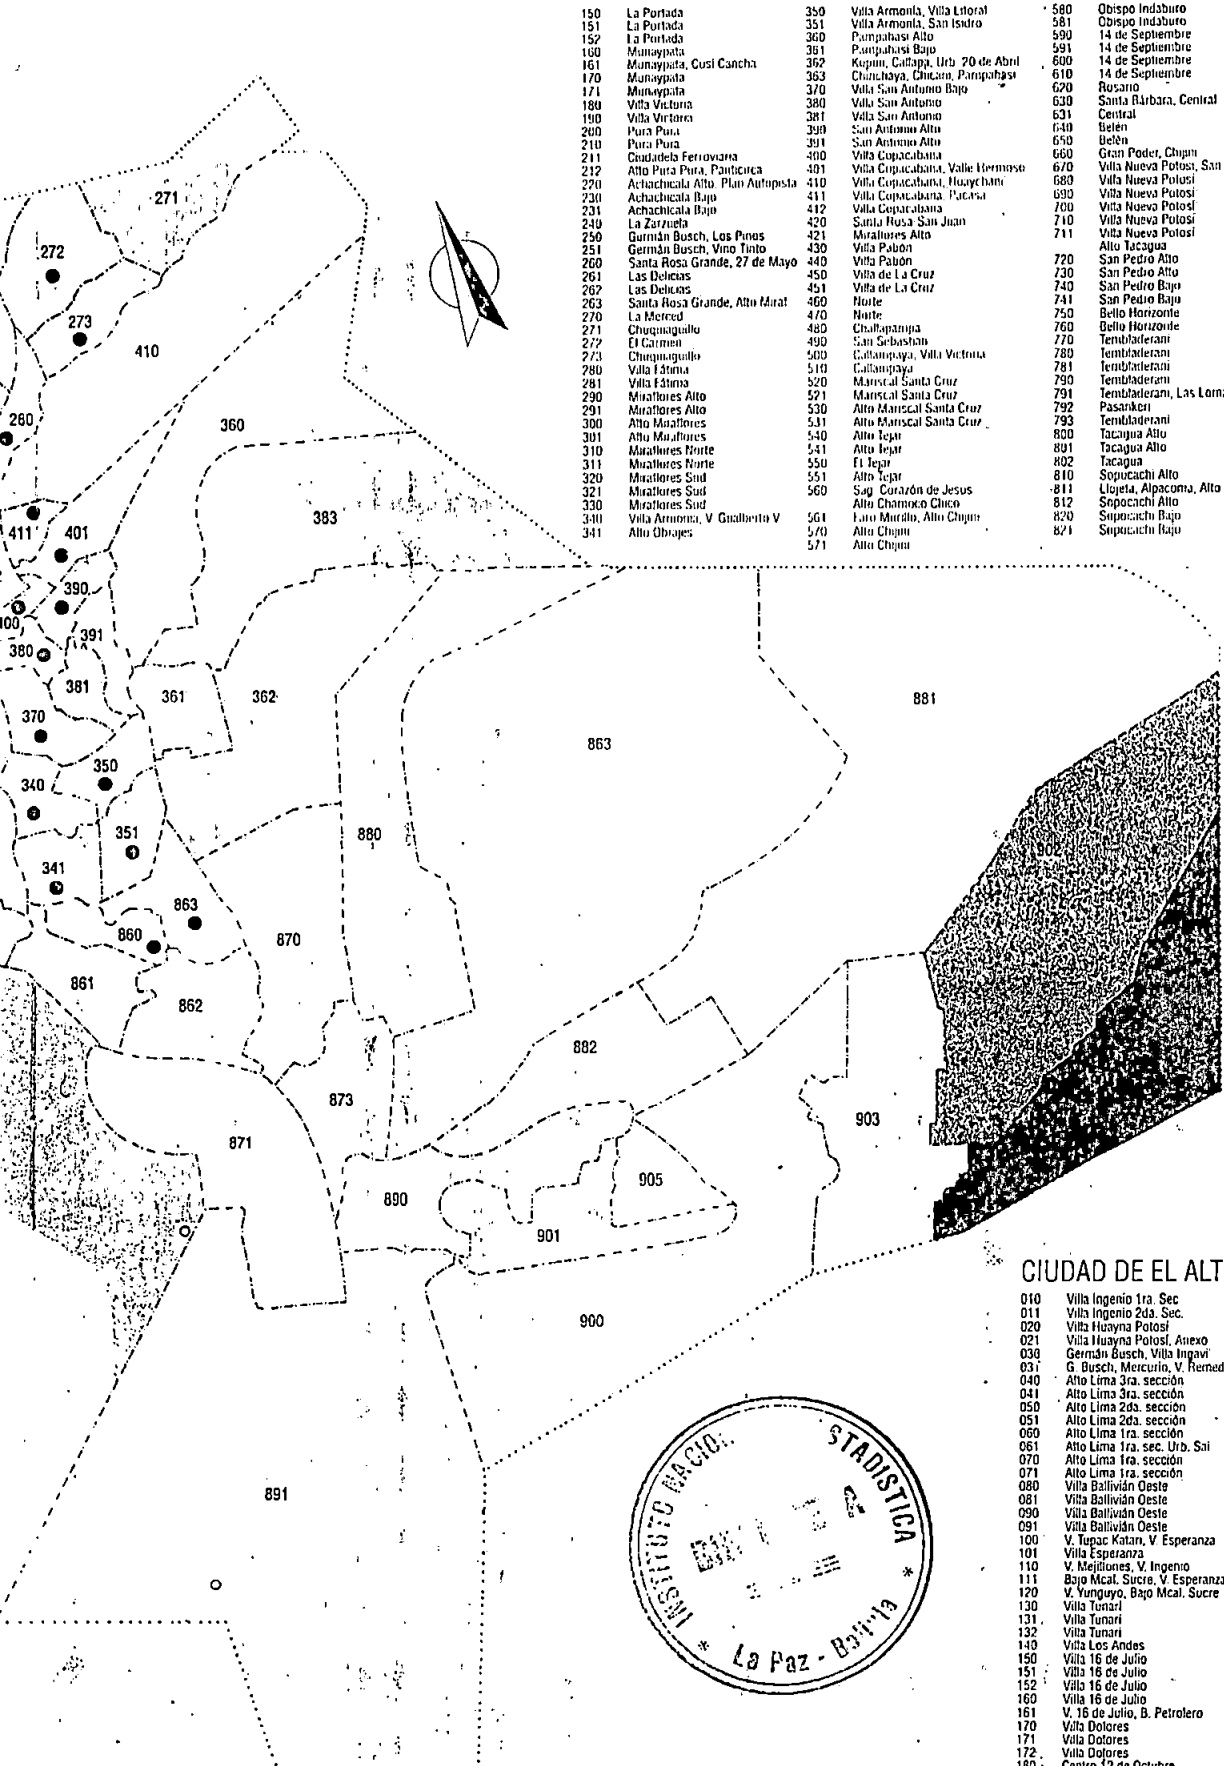 150 La Portada
151 La Portada
152 La Portada
160 Munaypata
161 Munaypata, Cusi Cancha
170 Munaypata
171 Munaypata
180 Villa Victoria
190 Villa Victoria
200 Pura Pura
210 Pura Pura
211 Ciudadela Ferroviaria
212 Alto Pura Pura, Panticirca
220 Achachicala Alto, Plan Autopista
230 Achachicala Bajo
231 Achachicala Bajo
240 La Zarzuela
250 Germán Busch, Los Pinos
251 Germán Busch, Vino Tinto
260 Santa Rosa Grande, 27 de Mayo
261 Las Delicias
262 Las Delicias
263 Santa Rosa Grande, Alto Miraf
270 La Merced
271 Chuquiaguillo
272 El Carmen
273 Chuquiaguillo
280 Villa Fátima
281 Villa Fátima
290 Miraflores Alto
291 Miraflores Alto
300 Alto Miraflores
301 Alto Miraflores
310 Miraflores Norte
311 Miraflores Norte
320 Miraflores Sud
321 Miraflores Sud
330 Miraflores Sud
340 Villa Armonía, V. Gualberto V
341 Alto Obrajes
350 Villa Armonía, Villa Litoral
351 Villa Armonía, San Isidro
360 Pampahasi Alto
361 Pampahasi Bajo
362 Kupini, Callapa, Urb. 20 de Abril
363 Chinchaya, Chicani, Pampahasi
370 Villa San Antonio Bajo
380 Villa San Antonio
381 Villa San Antonio
390 San Antonio Alto
391 San Antonio Alto
400 Villa Copacabana
401 Villa Copacabana, Valle Hermoso
410 Villa Copacabana, Huaychani
411 Villa Copacabana, Pacasa
412 Villa Copacabana
420 Santa Rosa San Juan
421 Miraflores Alto
430 Villa Pabón
440 Villa Pabón
450 Villa de La Cruz
451 Villa de La Cruz
460 Norte
470 Norte
480 Challapampa
490 San Sebastian
500 Callampaya, Villa Victoria
510 Callampaya
520 Mariscal Santa Cruz
521 Mariscal Santa Cruz
530 Alto Mariscal Santa Cruz
531 Alto Mariscal Santa Cruz
540 Alto Tejar
541 Alto Tejar
550 El Tejar
551 Alto Tejar
560 Sag. Corazón de Jesus
Alto Chamoco Chico
561 Faro Murillo, Alto Chijini
570 Alto Chijini
571 Alto Chijini
580 Obispo Indaburo
581 Obispo Indaburo
590 14 de Septiembre
591 14 de Septiembre
600 14 de Septiembre
610 14 de Septiembre
620 Rosario
630 Santa Bárbara, Central
631 Central
640 Belén
650 Belén
660 Gran Poder, Chijini
670 Villa Nueva Potosí, San
680 Villa Nueva Potosí
690 Villa Nueva Potosí
700 Villa Nueva Potosí
710 Villa Nueva Potosí
711 Villa Nueva Potosí
Alto Tacagua
720 San Pedro Alto
730 San Pedro Alto
740 San Pedro Bajo
741 San Pedro Bajo
750 Bello Horizonte
760 Bello Horizonte
770 Tembladerani
780 Tembladerani
781 Tembladerani
790 Tembladerani
791 Tembladerani, Las Loma
792 Pasankeri
793 Tembladerani
800 Tacagua Alto
801 Tacagua Alto
802 Tacagua
810 Sopocachi Alto
811 Llojeta, Alpacoma, Alto
812 Sopocachi Alto
820 Sopocachi Bajo
821 Sopocachi Bajo
271
272
273
410
280
360
383
411
401
390
100
391
380
381
361
362
370
881
863
350
340
880
351
341
902
863
860
870
861
862
882
873
871
903
905
890
901
900
891
INSTITUTO NACIO STADISTICA
* La Paz - Bolivia *
CIUDAD DE EL ALT
010 Villa Ingenio 1ra. Sec
011 Villa Ingenio 2da. Sec.
020 Villa Huayna Potosí
021 Villa Huayna Potosí, Anexo
030 Germán Busch, Villa Ingavi
031 G. Busch, Mercurio, V. Remed
040 Alto Lima 3ra. sección
041 Alto Lima 3ra. sección
050 Alto Lima 2da. sección
051 Alto Lima 2da. sección
060 Alto Lima 1ra. sección
061 Alto Lima 1ra. sec. Urb. Sai
070 Alto Lima 1ra. sección
071 Alto Lima 1ra. sección
080 Villa Ballivián Oeste
081 Villa Ballivián Oeste
090 Villa Ballivián Oeste
091 Villa Ballivián Oeste
100 V. Tupac Katari, V. Esperanza
101 Villa Esperanza
110 V. Mejillones, V. Ingenio
111 Bajo Mcal. Sucre, V. Esperanza
120 V. Yunguyo, Bajo Mcal. Sucre
130 Villa Tunari
131 Villa Tunari
132 Villa Tunari
140 Villa Los Andes
150 Villa 16 de Julio
151 Villa 16 de Julio
152 Villa 16 de Julio
160 Villa 16 de Julio
161 V. 16 de Julio, B. Petrolero
170 Villa Dolores
171 Villa Dolores
172 Villa Dolores
180 Centro 12 de Octubre